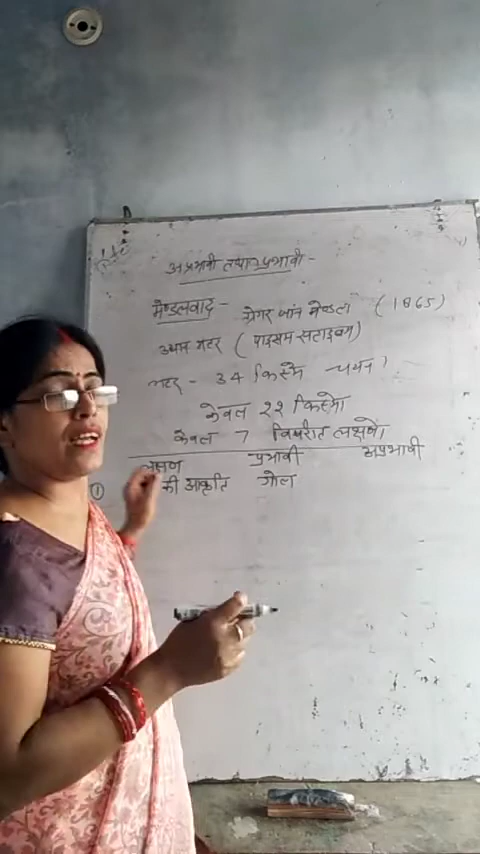 अप्रभावी तथा प्रभावी -
मेण्डलवाद - ग्रेगर जॉन मेण्डल (1865)
उद्यान मटर (पाइसम सटाइवम)
मटर - 34 किस्मे चयन
केवल 22 किस्मो
केवल 7 विपरीत लक्षणो
लक्षण प्रभावी अप्रभावी
① की आकृति गोल